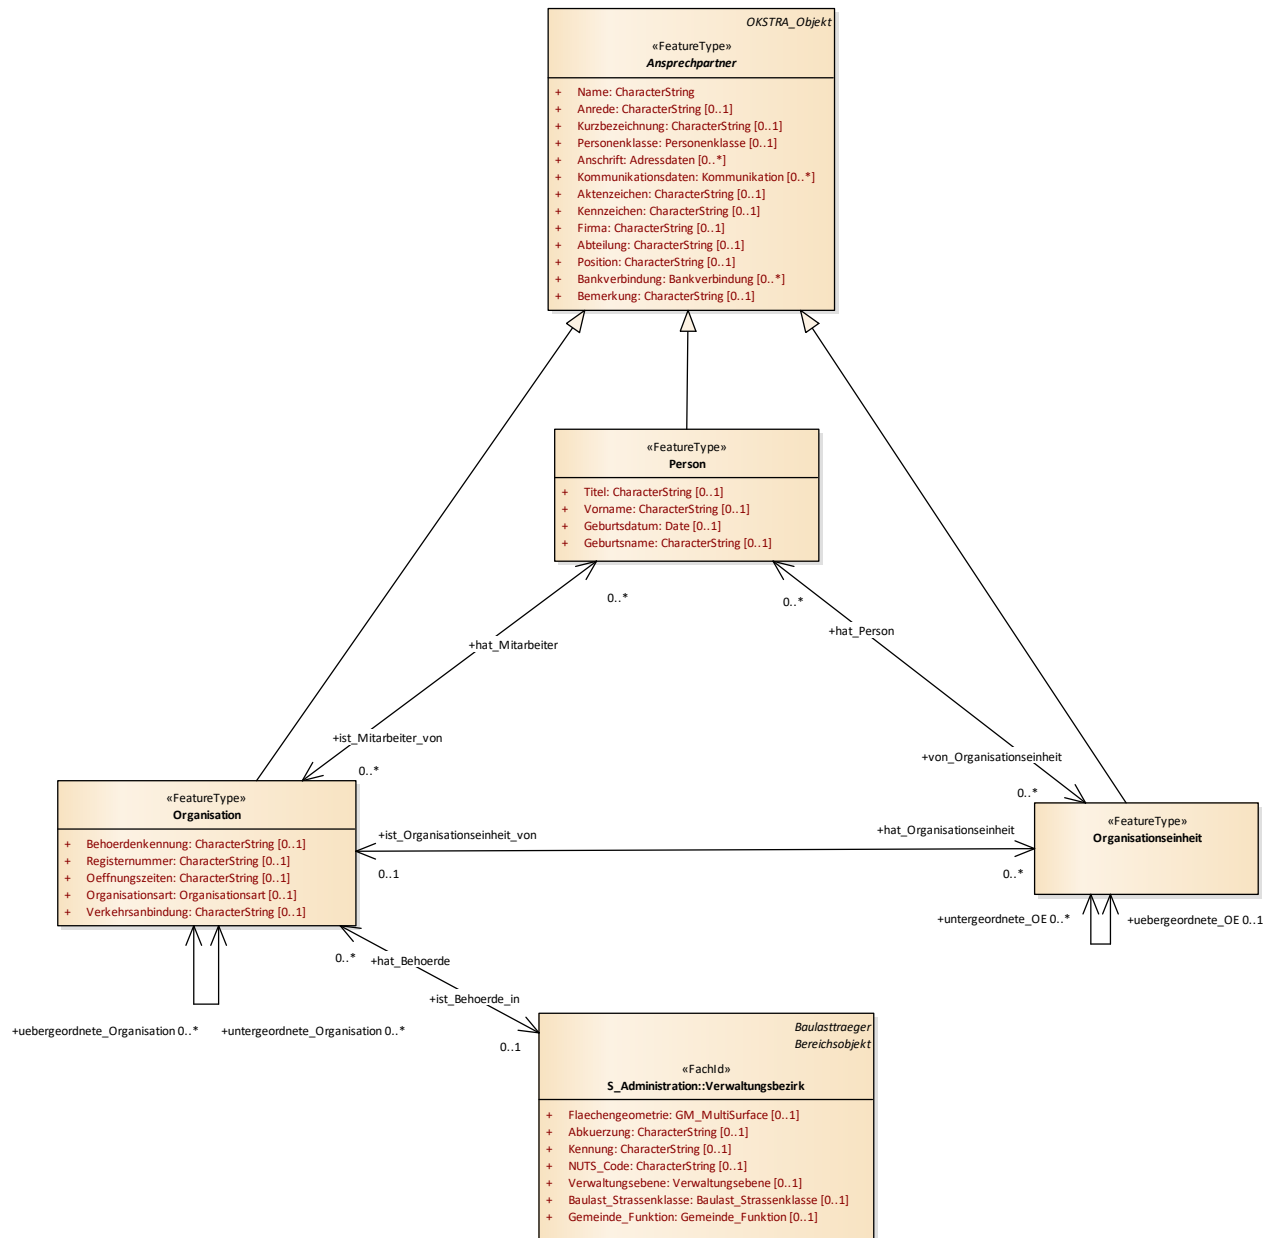 OKSTRA_Objekt
«FeatureType»
Ansprechpartner
+ Name: CharacterString
+ Anrede: CharacterString [0..1]
+ Kurzbezeichnung: CharacterString [0..1]
+ Personenklasse: Personenklasse [0..1]
+ Anschrift: Adressdaten [0..*]
+ Kommunikationsdaten: Kommunikation [0..*]
+ Aktenzeichen: CharacterString [0..1]
+ Kennzeichen: CharacterString [0..1]
+ Firma: CharacterString [0..1]
+ Abteilung: CharacterString [0..1]
+ Position: CharacterString [0..1]
+ Bankverbindung: Bankverbindung [0..*]
+ Bemerkung: CharacterString [0..1]
«FeatureType»
Person
+ Titel: CharacterString [0..1]
+ Vorname: CharacterString [0..1]
+ Geburtsdatum: Date [0..1]
+ Geburtsname: CharacterString [0..1]
0..*
0..*
+hat_Person
+hat_Mitarbeiter
+ist_Mitarbeiter_von
0..*
+von_Organisationseinheit
0..*
«FeatureType»
Organisation
+ Behoerdenkennung: CharacterString [0..1]
+ Registernummer: CharacterString [0..1]
+ Oeffnungszeiten: CharacterString [0..1]
+ Organisationsart: Organisationsart [0..1]
+ Verkehrsanbindung: CharacterString [0..1]
+ist_Organisationseinheit_von
0..1
+hat_Organisationseinheit
0..*
«FeatureType»
Organisationseinheit
+untergeordnete_OE 0..*
+uebergeordnete_OE 0..1
0..*
+hat_Behoerde
+ist_Behoerde_in
0..1
+uebergeordnete_Organisation 0..*
+untergeordnete_Organisation 0..*
Baulasttraeger
Bereichsobjekt
«FachId»
S_Administration::Verwaltungsbezirk
+ Flaechengeometrie: GM_MultiSurface [0..1]
+ Abkuerzung: CharacterString [0..1]
+ Kennung: CharacterString [0..1]
+ NUTS_Code: CharacterString [0..1]
+ Verwaltungsebene: Verwaltungsebene [0..1]
+ Baulast_Strassenklasse: Baulast_Strassenklasse [0..1]
+ Gemeinde_Funktion: Gemeinde_Funktion [0..1]